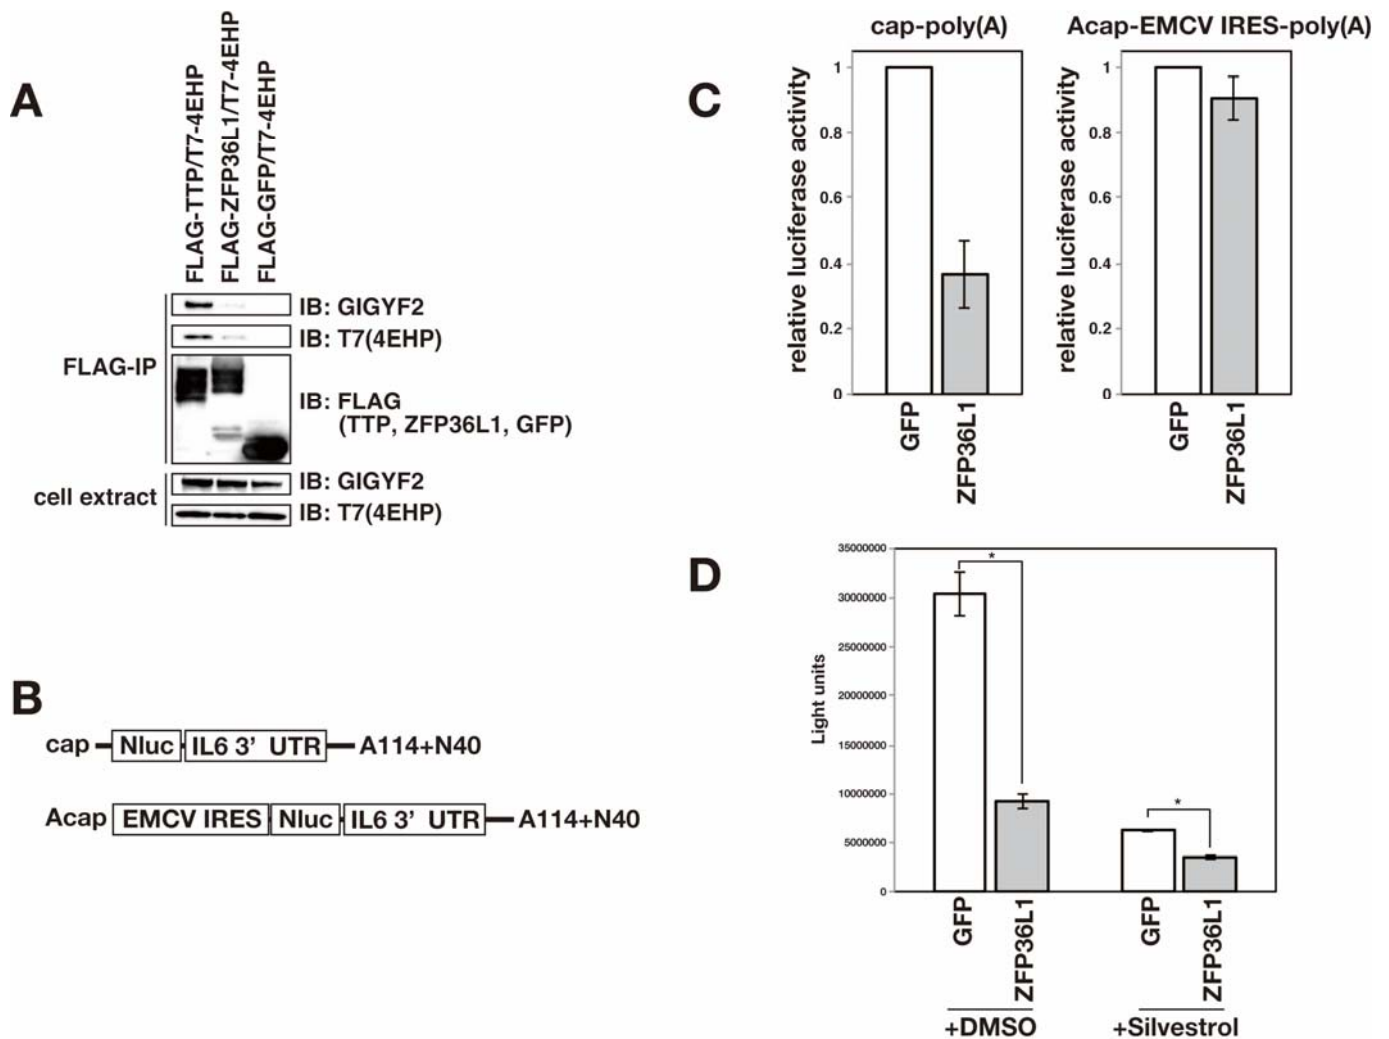 A
FLAG-TTP/T7-4EHP
FLAG-ZFP36L1/T7-4EHP
FLAG-GFP/T7-4EHP
FLAG-IP
IB: GIGYF2
IB: T7(4EHP)
IB: FLAG
(TTP, ZFP36L1, GFP)
cell extract
IB: GIGYF2
IB: T7(4EHP)
B
cap Nluc IL6 3’ UTR A114+N40
Acap EMCV IRES Nluc IL6 3’ UTR A114+N40
C
cap-poly(A)
relative luciferase activity
1
0.8
0.6
0.4
0.2
0
GFP
ZFP36L1
Acap-EMCV IRES-poly(A)
relative luciferase activity
1
0.8
0.6
0.4
0.2
0
GFP
ZFP36L1
D
Light units
35000000
30000000
25000000
20000000
15000000
10000000
5000000
0
*
*
GFP
ZFP36L1
GFP
ZFP36L1
+DMSO
+Silvestrol